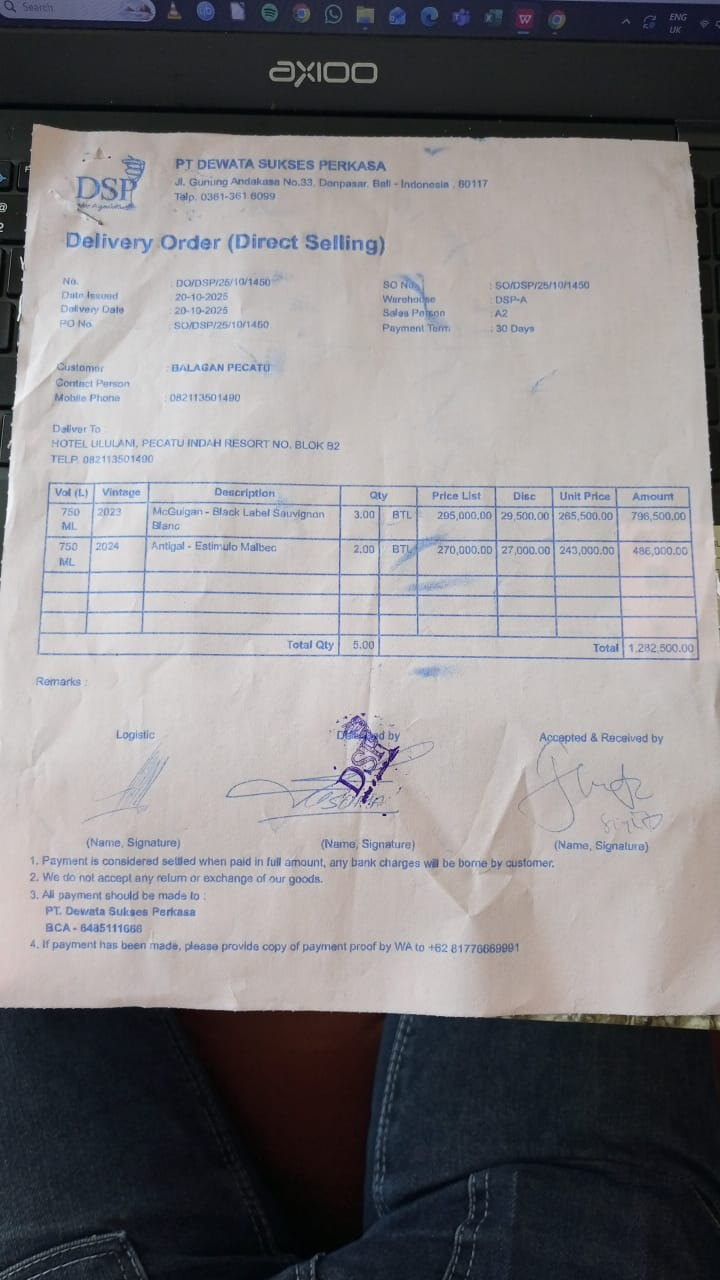 Search
ENG
UK
AXIOO
DSP
PT DEWATA SUKSES PERKASA
Jl. Gunung Andakasa No.33, Denpasar, Bali - Indonesia . 80117
Telp. 0361-361 6099
Delivery Order (Direct Selling)
No. : DO/DSP/25/10/1450
Date Issued : 20-10-2025
Delivery Date : 20-10-2025
PO No. : SO/DSP/25/10/1450
SO No. : SO/DSP/25/10/1450
Warehouse : DSP-A
Sales Person : A2
Payment Term : 30 Days
Customer : BALAGAN PECATU
Contact Person
Mobile Phone : 082113501490
Deliver To :
HOTEL ULULANI, PECATU INDAH RESORT NO. BLOK B2
TELP. 082113501490
Vol (L) Vintage Description Qty Price List Disc Unit Price Amount
750 ML 2023 McGuigan - Black Label Sauvignon Blanc 3.00 BTL 295,000.00 29,500.00 265,500.00 796,500.00
750 ML 2024 Antigal - Estimulo Malbec 2.00 BTL 270,000.00 27,000.00 243,000.00 486,000.00
Total Qty 5.00 Total 1,282,500.00
Remarks :
Logistic
Delivered by
Accepted & Received by
DSP
(Name, Signature)
(Name, Signature)
(Name, Signature)
1. Payment is considered settled when paid in full amount, any bank charges will be borne by customer.
2. We do not accept any return or exchange of our goods.
3. All payment should be made to :
PT. Dewata Sukses Perkasa
BCA - 6485111666
4. If payment has been made, please provide copy of payment proof by WA to +62 81776669991